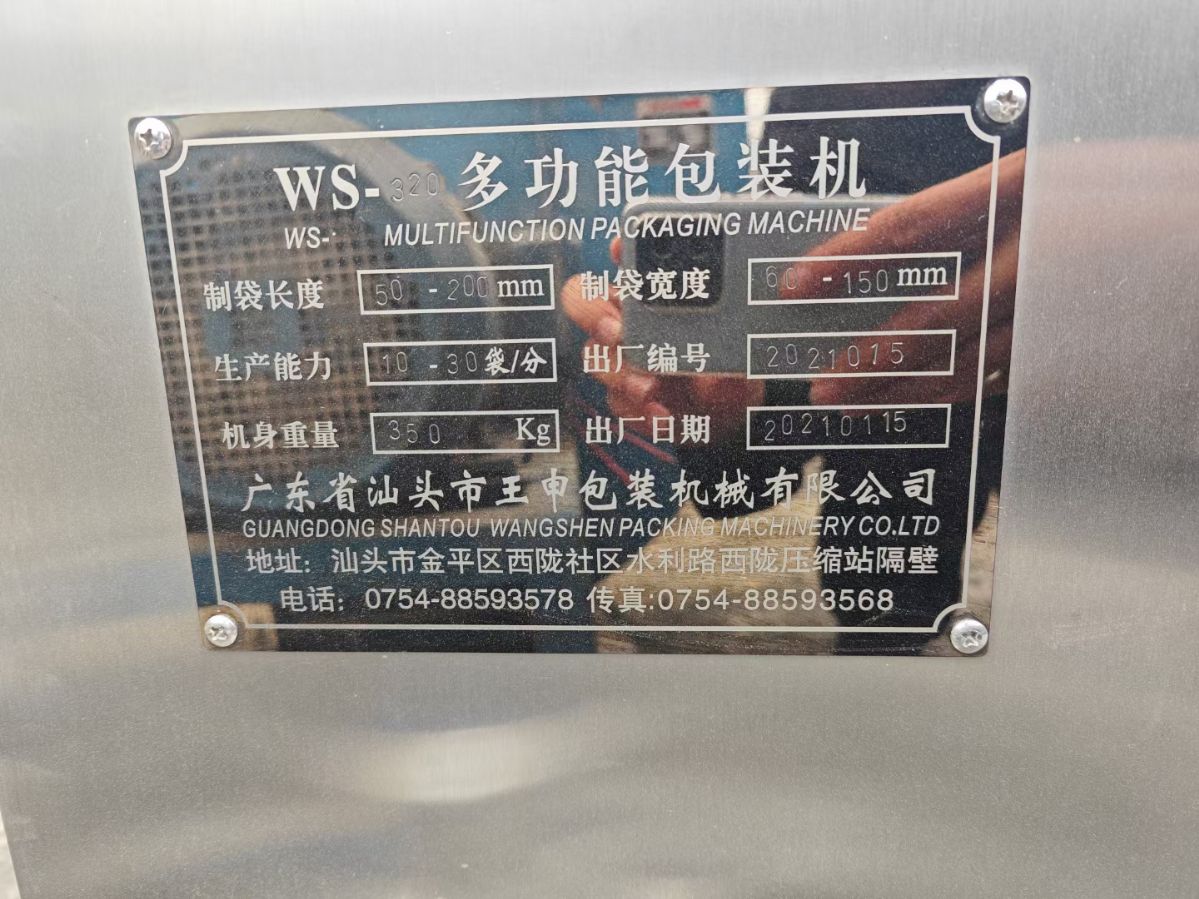 WS-320 多功能包装机
WS- MULTIFUNCTION PACKAGING MACHINE
制袋长度 50 - 200 mm 制袋宽度 60 - 150 mm
生产能力 10 - 30 袋/分 出厂编号 2021015
机身重量 350 Kg 出厂日期 20210115
广东省汕头市王申包装机械有限公司
GUANGDONG SHANTOU WANGSHEN PACKING MACHINERY CO.LTD
地址: 汕头市金平区西陇社区水利路西陇压缩站隔壁
电话: 0754-88593578 传真:0754-88593568